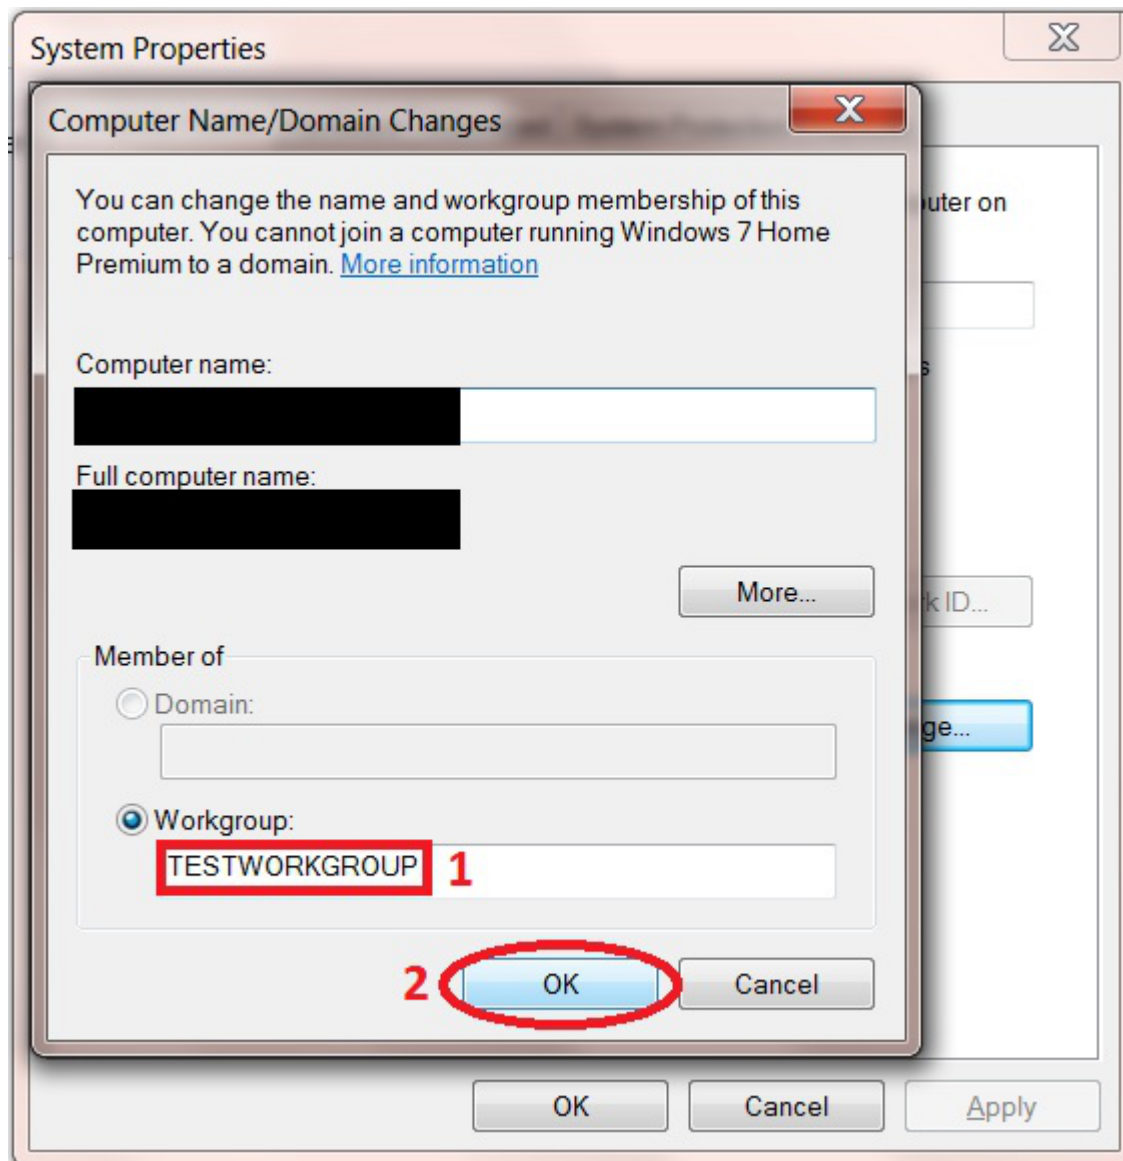 System Properties
Computer Name/Domain Changes
You can change the name and workgroup membership of this
computer. You cannot join a computer running Windows 7 Home
Premium to a domain. More information
Computer name:
Full computer name:
More...
Member of
Domain:
Workgroup:
TESTWORKGROUP 1
2 OK Cancel
uter on
s
k ID...
ge...
OK Cancel Apply